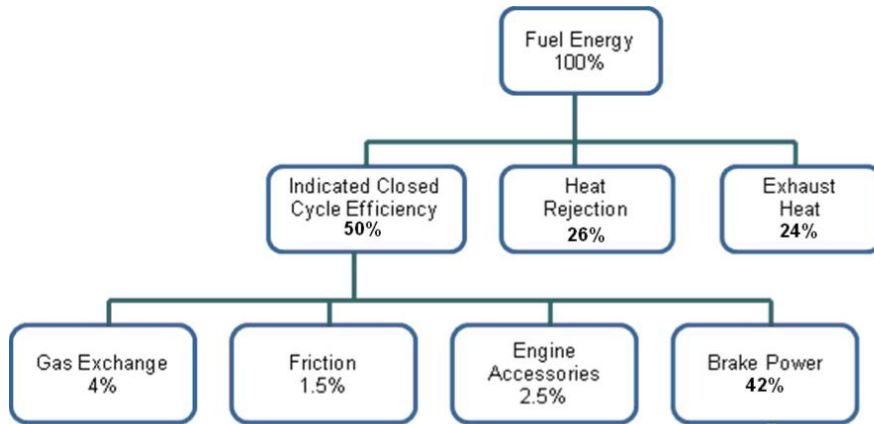 Fuel Energy
100%
Indicated Closed
Cycle Efficiency
50%
Heat
Rejection
26%
Exhaust
Heat
24%
Gas Exchange
4%
Friction
1.5%
Engine
Accessories
2.5%
Brake Power
42%